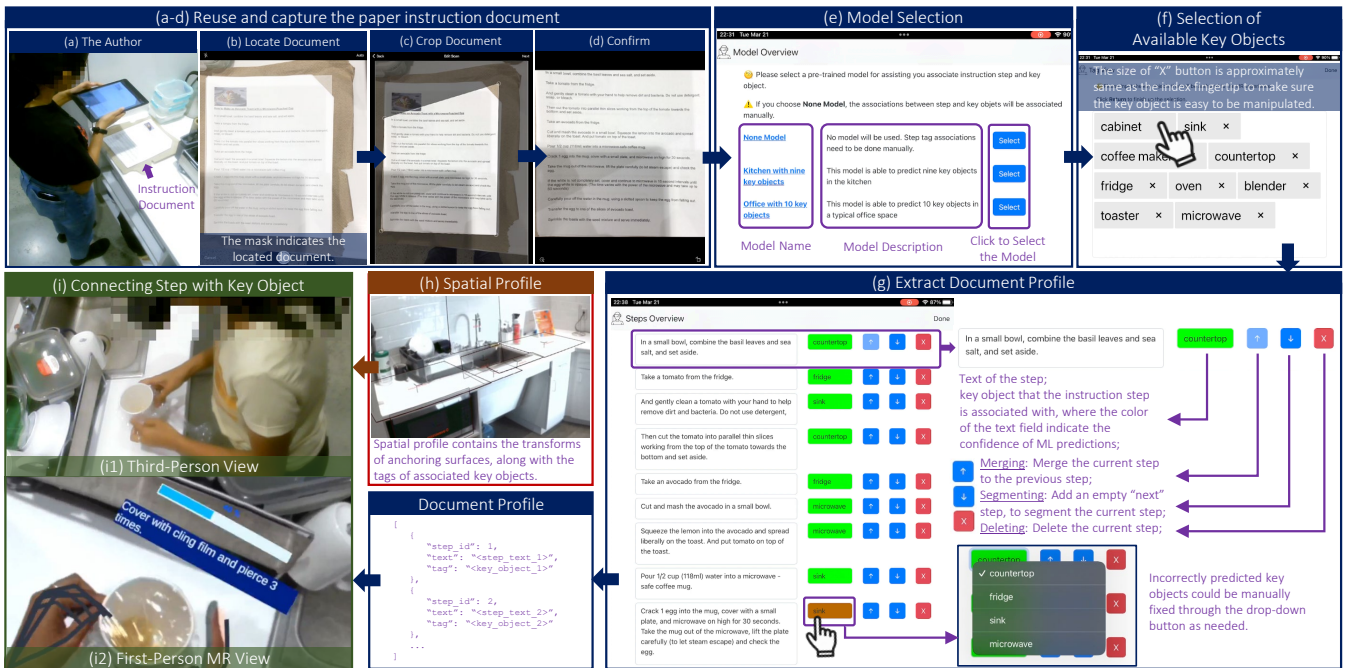 (a-d) Reuse and capture the paper instruction document
(a) The Author
(b) Locate Document
(c) Crop Document
(d) Confirm
Instruction
Document
The mask indicates the
located document.
(e) Model Selection
22:31 Tue Mar 21
Model Overview
Please select a pre-trained model for assisting you associate instruction step and key
object.
If you choose None Model, the associations between step and key objets will be associated
manually.
None Model
No model will be used. Step tag associations
need to be done manually.
Select
Kitchen with nine
key objects
This model is able to predict nine key objects
in the kitchen
Select
Office with 10 key
objects
This model is able to predict 10 key objects in
a typical office space
Select
Model Name
Model Description
Click to Select
the Model
(f) Selection of
Available Key Objects
The size of "X" button is approximately
same as the index fingertip to make sure
the key object is easy to be manipulated.
cabinet
sink ×
coffee maker
countertop ×
fridge ×
oven ×
blender ×
toaster ×
microwave ×
(g) Extract Document Profile
22:38 Tue Mar 21
87%
Steps Overview
Done
In a small bowl, combine the basil leaves and sea
salt, and set aside.
countertop ↑ ↓ X
Take a tomato from the fridge.
fridge ↑ ↓ X
And gently clean a tomato with your hand to help
remove dirt and bacteria. Do not use detergent,
sink ↑ ↓ X
Then cut the tomato into parallel thin slices
working from the top of the tomato towards the
bottom and set aside.
countertop ↑ ↓ X
Take an avocado from the fridge.
fridge ↑ ↓ X
Cut and mash the avocado in a small bowl.
microwave ↑ ↓ X
Squeeze the lemon into the avocado and spread
liberally on the toast. And put tomato on top of
the toast.
microwave ↑ ↓ X
Pour 1/2 cup (118ml) water into a microwave -
safe coffee mug.
sink ↑ ↓ X
Crack 1 egg into the mug, cover with a small
plate, and microwave on high for 30 seconds.
Take the mug out of the microwave, lift the plate
carefully (to let steam escape) and check the
egg.
sink ↑ ↓ X
In a small bowl, combine the basil leaves and sea
salt, and set aside.
countertop ↑ ↓ X
Text of the step;
key object that the instruction step
is associated with, where the color
of the text field indicate the
confidence of ML predictions;
↑ Merging: Merge the current step
to the previous step;
↓ Segmenting: Add an empty "next"
step, to segment the current step;
X Deleting: Delete the current step;
countertop
✓ countertop
fridge
sink
microwave
Incorrectly predicted key
objects could be manually
fixed through the drop-down
button as needed.
(h) Spatial Profile
Spatial profile contains the transforms
of anchoring surfaces, along with the
tags of associated key objects.
Document Profile
[
{
"step_id": 1,
"text": "<step_text_1>",
"tag": "<key_object_1>"
},
{
"step_id": 2,
"text": "<step_text_2>",
"tag": "<key_object_2>"
},
...
]
(i) Connecting Step with Key Object
(i1) Third-Person View
Cover with cling film and pierce 3
times.
(i2) First-Person MR View